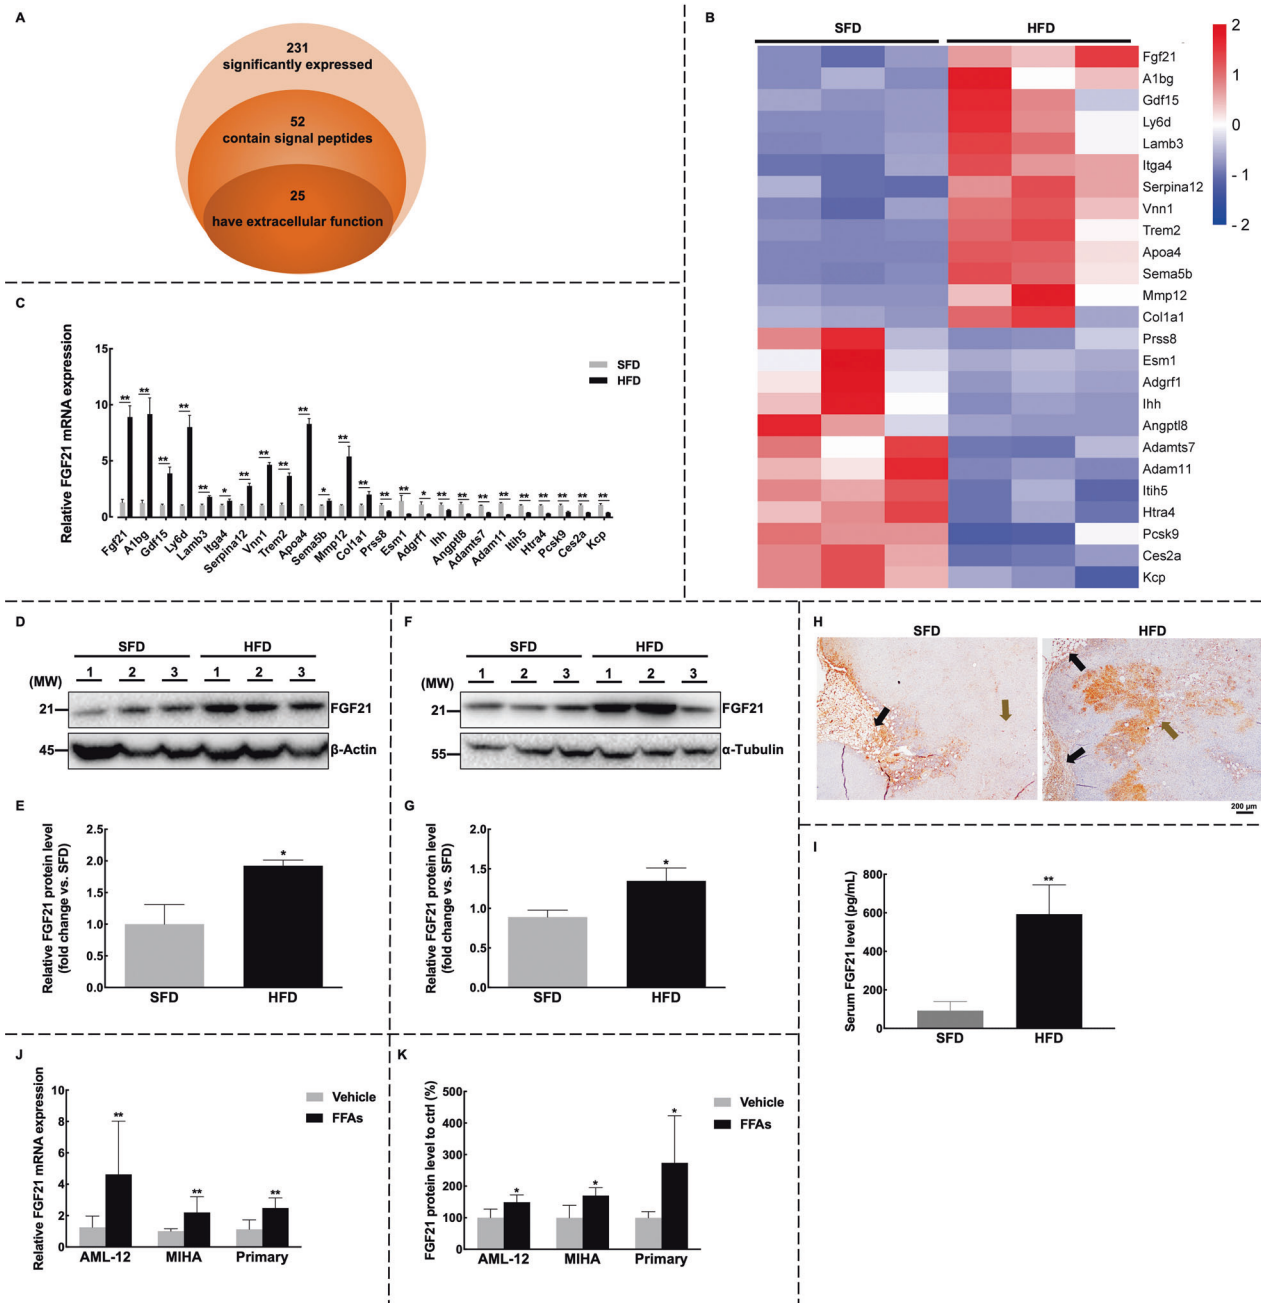 A
231
significantly expressed
52
contain signal peptides
25
have extracellular function
B
SFD HFD
Fgf21
A1bg
Gdf15
Ly6d
Lamb3
Itga4
Serpina12
Vnn1
Trem2
Apoa4
Sema5b
Mmp12
Col1a1
Prss8
Esm1
Adgrf1
Ihh
Angptl8
Adamts7
Adam11
Itih5
Htra4
Pcsk9
Ces2a
Kcp
2
1
0
- 1
- 2
C
Relative FGF21 mRNA expression
15
10
5
0
SFD
HFD
** ** ** ** ** * ** ** ** ** * ** ** ** ** * ** ** ** ** ** ** ** ** **
Fgf21 A1bg Gdf15 Ly6d Lamb3 Itga4 Serpina12 Vnn1 Trem2 Apoa4 Sema5b Mmp12 Col1a1 Prss8 Esm1 Adgrf1 Ihh Angptl8 Adamts7 Adam11 Itih5 Htra4 Pcsk9 Ces2a Kcp
D
SFD HFD
(MW) 1 2 3 1 2 3
21 FGF21
45 β-Actin
E
Relative FGF21 protein level
(fold change vs. SFD)
2.5
2.0
1.5
1.0
0.5
0.0
*
SFD HFD
F
SFD HFD
(MW) 1 2 3 1 2 3
21 FGF21
55 α-Tubulin
G
Relative FGF21 protein level
(fold change vs. SFD)
2.0
1.5
1.0
0.5
0.0
*
SFD HFD
H
SFD HFD
200 μm
I
Serum FGF21 level (pg/mL)
800
600
400
200
0
**
SFD HFD
J
Relative FGF21 mRNA expression
10
8
6
4
2
0
Vehicle
FFAs
** ** **
AML-12 MIHA Primary
K
FGF21 protein level to ctrl (%)
500
400
300
200
100
0
Vehicle
FFAs
* * *
AML-12 MIHA Primary